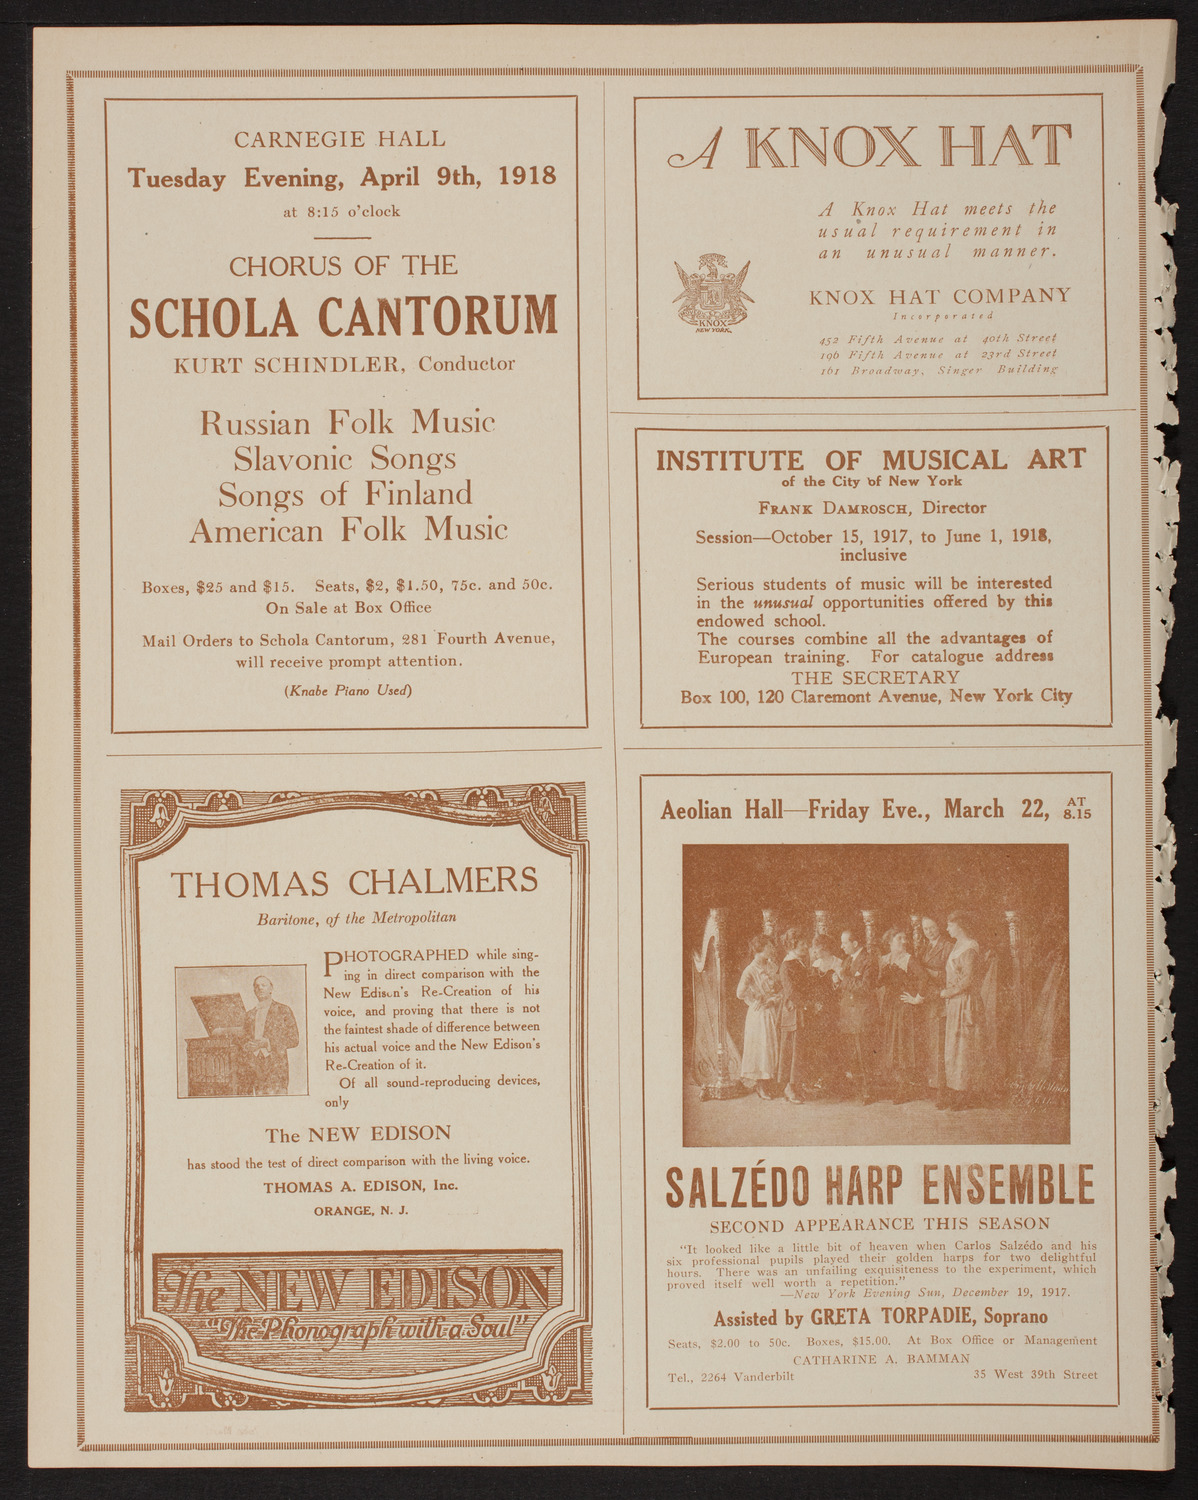 CARNEGIE HALL
Tuesday Evening, April 9th, 1918
at 8:15 o'clock
CHORUS OF THE
SCHOLA CANTORUM
KURT SCHINDLER, Conductor
Russian Folk Music
Slavonic Songs
Songs of Finland
American Folk Music
Boxes, $25 and $15. Seats, $2, $1.50, 75c. and 50c.
On Sale at Box Office
Mail Orders to Schola Cantorum, 281 Fourth Avenue,
will receive prompt attention.
(Knabe Piano Used)
A KNOX HAT
A Knox Hat meets the
usual requirement in
an unusual manner.
KNOX
NEW YORK.
KNOX HAT COMPANY
Incorporated
452 Fifth Avenue at 40th Street
196 Fifth Avenue at 23rd Street
161 Broadway, Singer Building
INSTITUTE OF MUSICAL ART
of the City of New York
FRANK DAMROSCH, Director
Session—October 15, 1917, to June 1, 1918,
inclusive
Serious students of music will be interested
in the unusual opportunities offered by this
endowed school.
The courses combine all the advantages of
European training. For catalogue address
THE SECRETARY
Box 100, 120 Claremont Avenue, New York City
THOMAS CHALMERS
Baritone, of the Metropolitan
PHOTOGRAPHED while sing-
ing in direct comparison with the
New Edison's Re-Creation of his
voice, and proving that there is not
the faintest shade of difference between
his actual voice and the New Edison's
Re-Creation of it.
Of all sound-reproducing devices,
only
The NEW EDISON
has stood the test of direct comparison with the living voice.
THOMAS A. EDISON, Inc.
ORANGE, N. J.
The NEW EDISON
"The Phonograph with a Soul"
Aeolian Hall—Friday Eve., March 22, AT 8.15
SALZÉDO HARP ENSEMBLE
SECOND APPEARANCE THIS SEASON
"It looked like a little bit of heaven when Carlos Salzédo and his
six professional pupils played their golden harps for two delightful
hours. There was an unfailing exquisiteness to the experiment, which
proved itself well worth a repetition."
—New York Evening Sun, December 19, 1917.
Assisted by GRETA TORPADIE, Soprano
Seats, $2.00 to 50c. Boxes, $15.00. At Box Office or Management
CATHARINE A. BAMMAN
Tel., 2264 Vanderbilt 35 West 39th Street